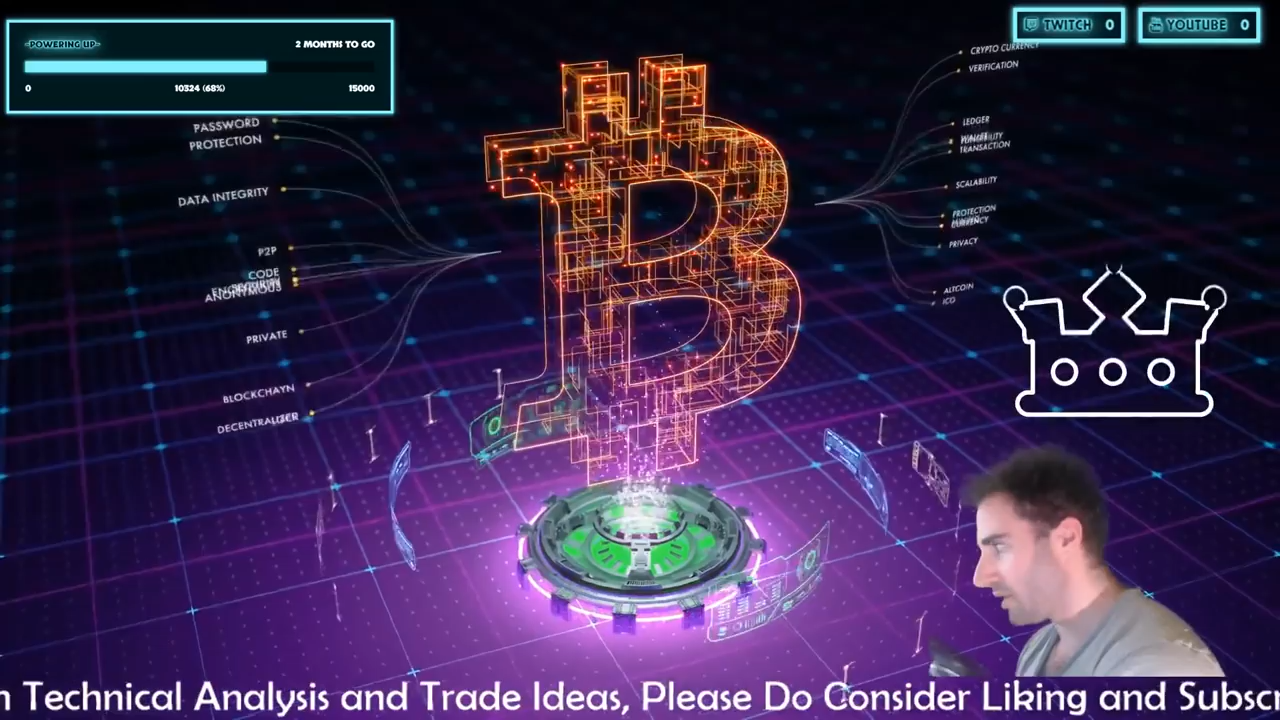 -POWERING UP-
2 MONTHS TO GO
0
10324 (68%)
15000
TWITCH 0
YOUTUBE 0
PASSWORD
PROTECTION
DATA INTEGRITY
P2P
CODE
ANONYMOUS
PRIVATE
BLOCKCHAYN
DECENTRALIZED
CRYPTO CURRENCY
VERIFICATION
LEDGER
TRANSACTION
SCALABILITY
PROTECTION
CURRENCY
PRIVACY
ALTCOIN
ICO
n Technical Analysis and Trade Ideas, Please Do Consider Liking and Subscr